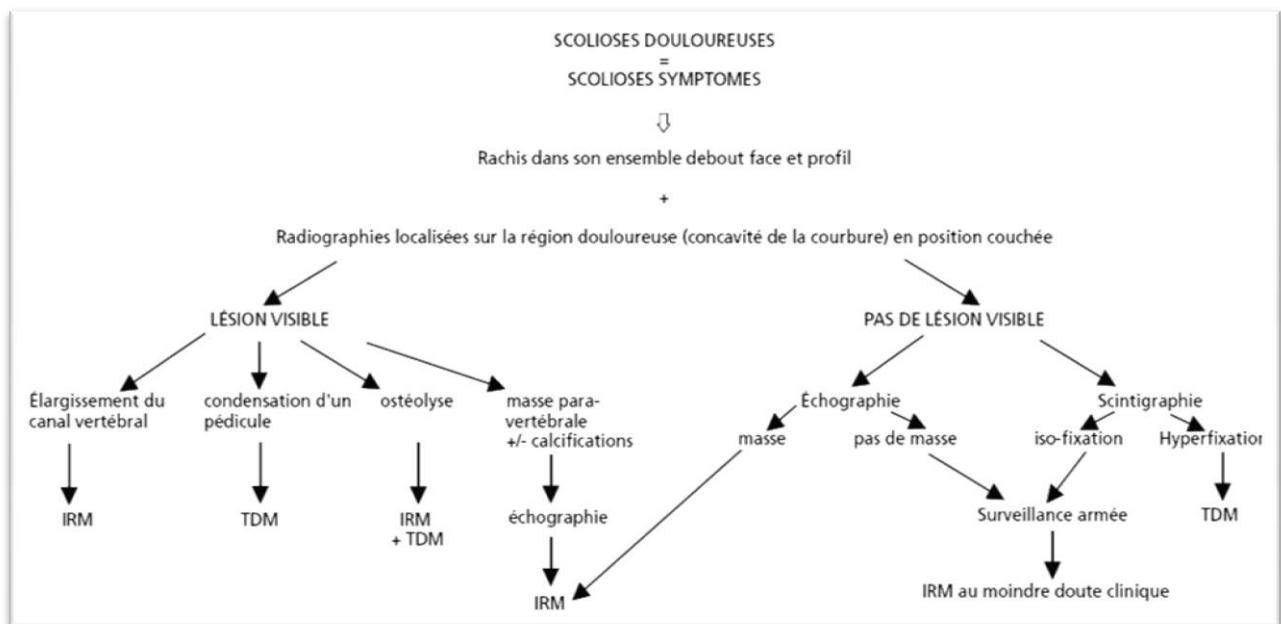 SCOLIOSES DOULOUREUSES
=
SCOLIOSES SYMPTOMES
Rachis dans son ensemble debout face et profil
+
Radiographies localisées sur la région douloureuse (concavité de la courbure) en position couchée
LÉSION VISIBLE
PAS DE LÉSION VISIBLE
Élargissement du
canal vertébral
condensation d'un
pédicule
ostéolyse
masse para-
vertébrale
+/- calcifications
Échographie
Scintigraphie
masse
pas de masse
iso-fixation
Hyperfixation
IRM
TDM
IRM
+ TDM
échographie
Surveillance armée
TDM
IRM
IRM au moindre doute clinique